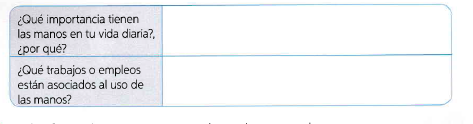 ¿Qué importancia tienen
las manos en tu vida diaria?,
¿por qué?
¿Qué trabajos o empleos
están asociados al uso de
las manos?